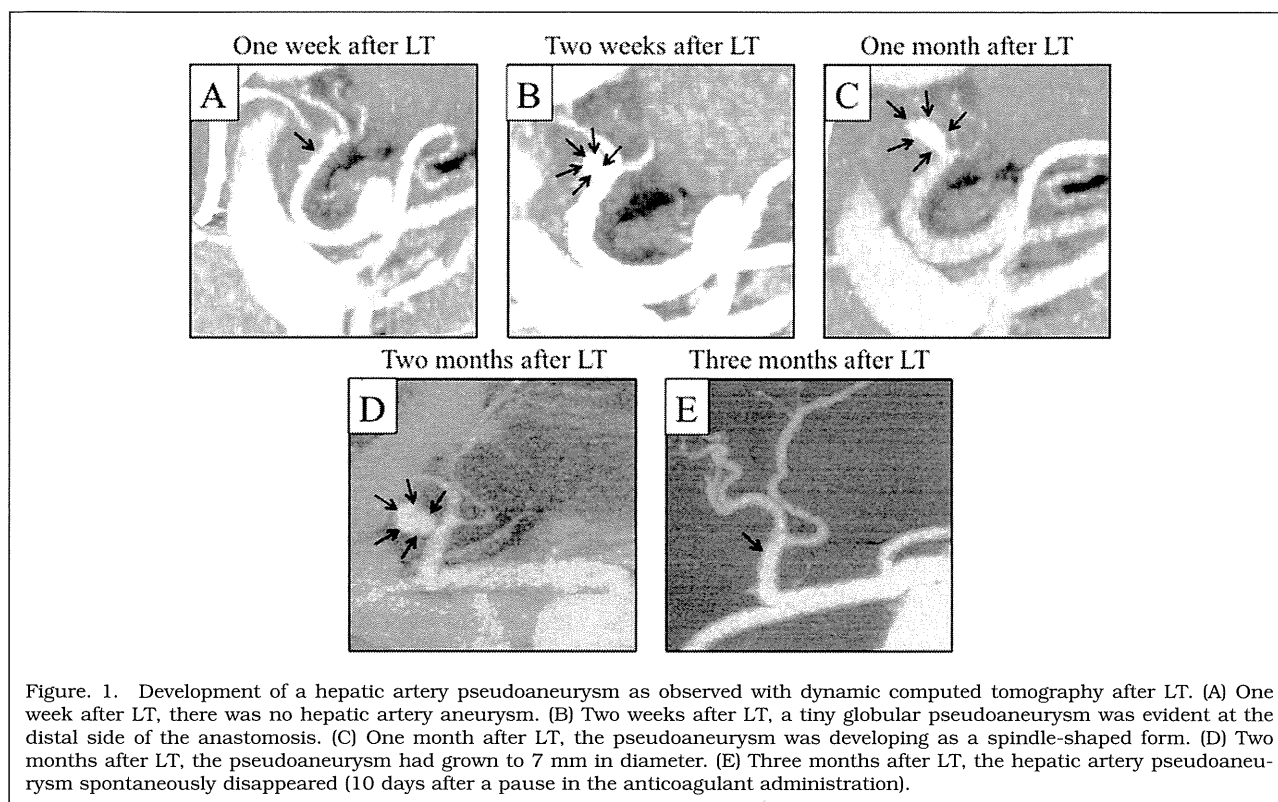 One week after LT
Two weeks after LT
One month after LT
A
B
C
Two months after LT
Three months after LT
D
E
Figure. 1. Development of a hepatic artery pseudoaneurysm as observed with dynamic computed tomography after LT. (A) One
week after LT, there was no hepatic artery aneurysm. (B) Two weeks after LT, a tiny globular pseudoaneurysm was evident at the
distal side of the anastomosis. (C) One month after LT, the pseudoaneurysm was developing as a spindle-shaped form. (D) Two
months after LT, the pseudoaneurysm had grown to 7 mm in diameter. (E) Three months after LT, the hepatic artery pseudoaneu-
rysm spontaneously disappeared (10 days after a pause in the anticoagulant administration).